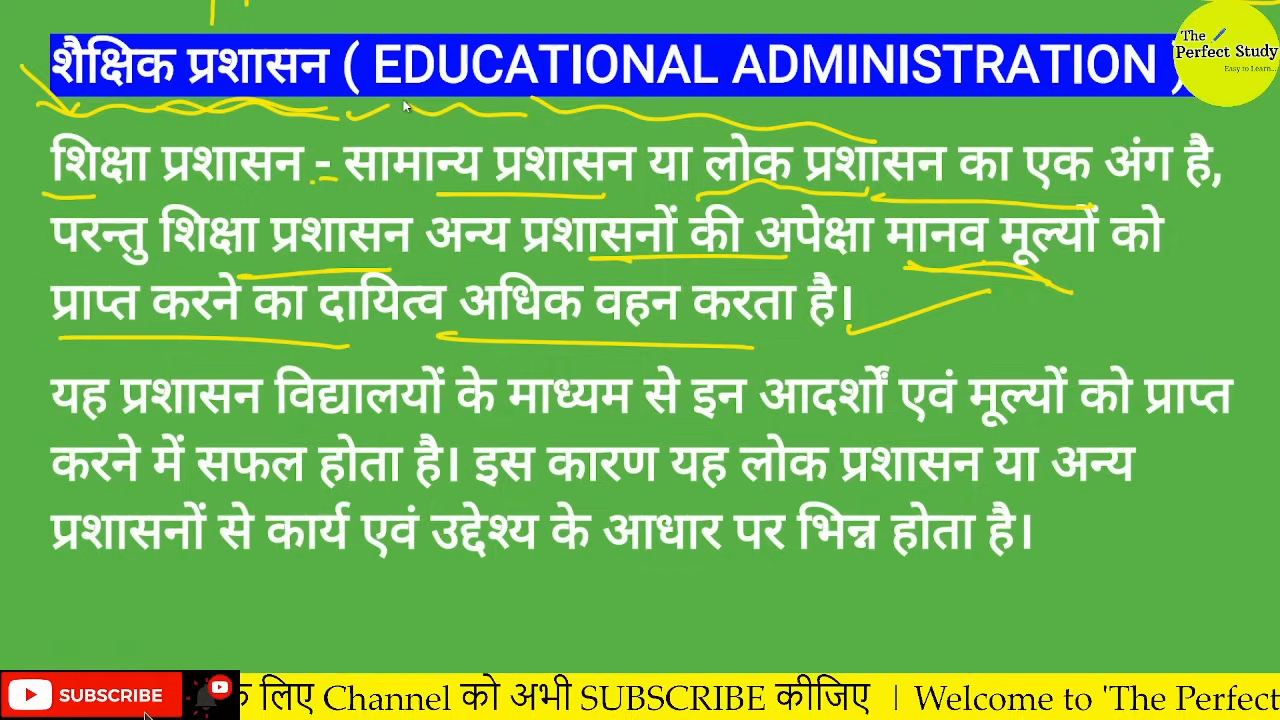 The
Perfect Study
Easy to Learn...
शैक्षिक प्रशासन ( EDUCATIONAL ADMINISTRATION )
शिक्षा प्रशासन - सामान्य प्रशासन या लोक प्रशासन का एक अंग है,
परन्तु शिक्षा प्रशासन अन्य प्रशासनों की अपेक्षा मानव मूल्यों को
प्राप्त करने का दायित्व अधिक वहन करता है।
यह प्रशासन विद्यालयों के माध्यम से इन आदर्शों एवं मूल्यों को प्राप्त
करने में सफल होता है। इस कारण यह लोक प्रशासन या अन्य
प्रशासनों से कार्य एवं उद्देश्य के आधार पर भिन्न होता है।
SUBSCRIBE
लिए Channel को अभी SUBSCRIBE कीजिए | Welcome to 'The Perfect